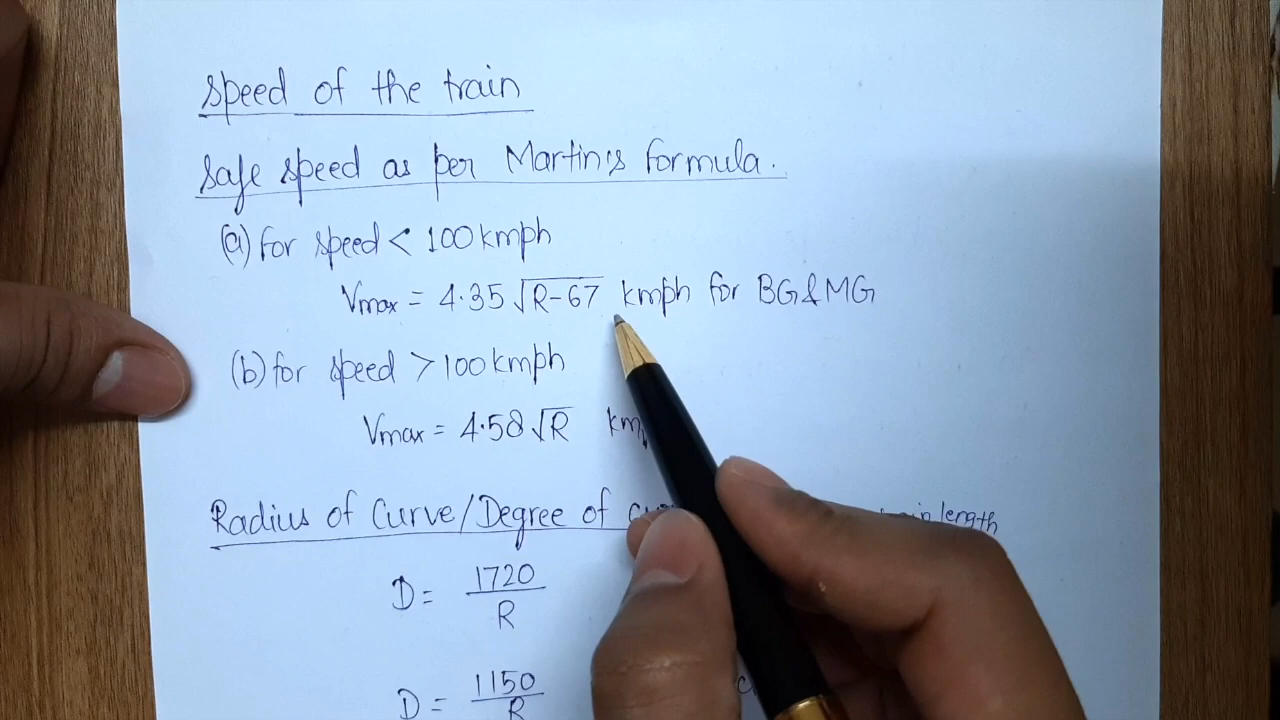 Speed of the train
Safe speed as per Martin's formula.
(a) for speed < 100 kmph
Vmax = 4.35 √R-67 kmph for BG & MG
(b) for speed > 100 kmph
Vmax = 4.58 √R
Radius of Curve/Degree of length
D = 1720/R
D = 1150/R